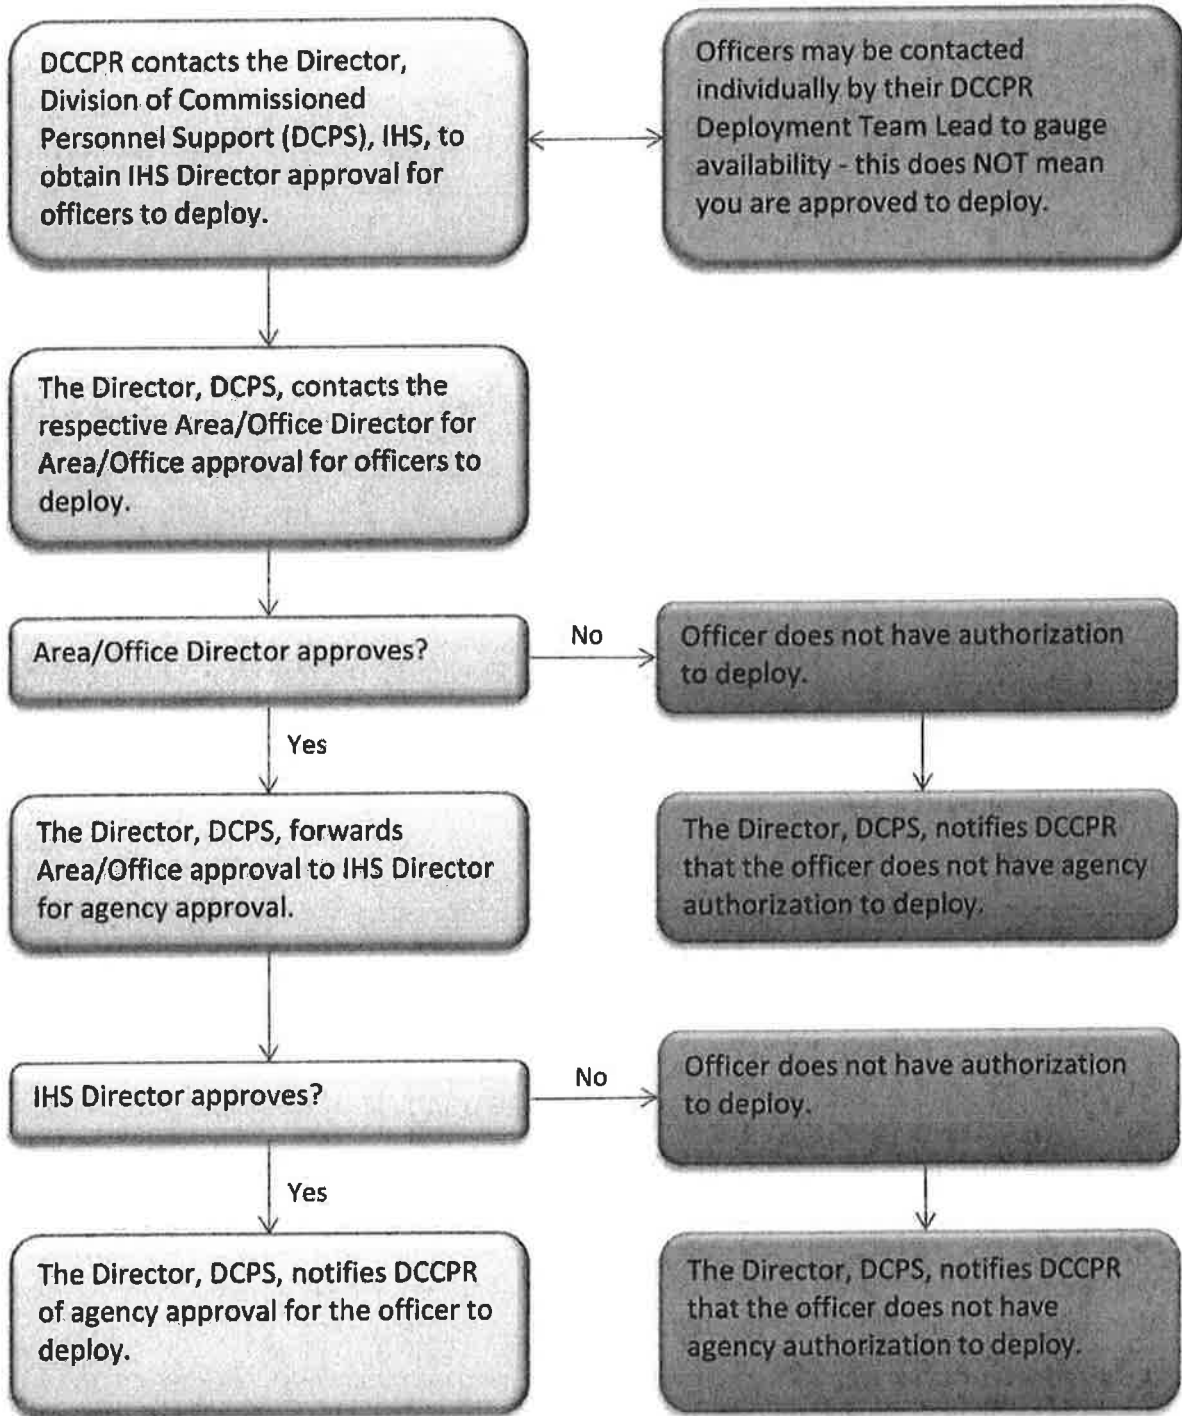 DCCPR contacts the Director,
Division of Commissioned
Personnel Support (DCPS), IHS, to
obtain IHS Director approval for
officers to deploy.
Officers may be contacted
individually by their DCCPR
Deployment Team Lead to gauge
availability - this does NOT mean
you are approved to deploy.
The Director, DCPS, contacts the
respective Area/Office Director for
Area/Office approval for officers to
deploy.
Area/Office Director approves?
No
Officer does not have authorization
to deploy.
Yes
The Director, DCPS, forwards
Area/Office approval to IHS Director
for agency approval.
The Director, DCPS, notifies DCCPR
that the officer does not have agency
authorization to deploy.
IHS Director approves?
No
Officer does not have authorization
to deploy.
Yes
The Director, DCPS, notifies DCCPR
of agency approval for the officer to
deploy.
The Director, DCPS, notifies DCCPR
that the officer does not have
agency authorization to deploy.